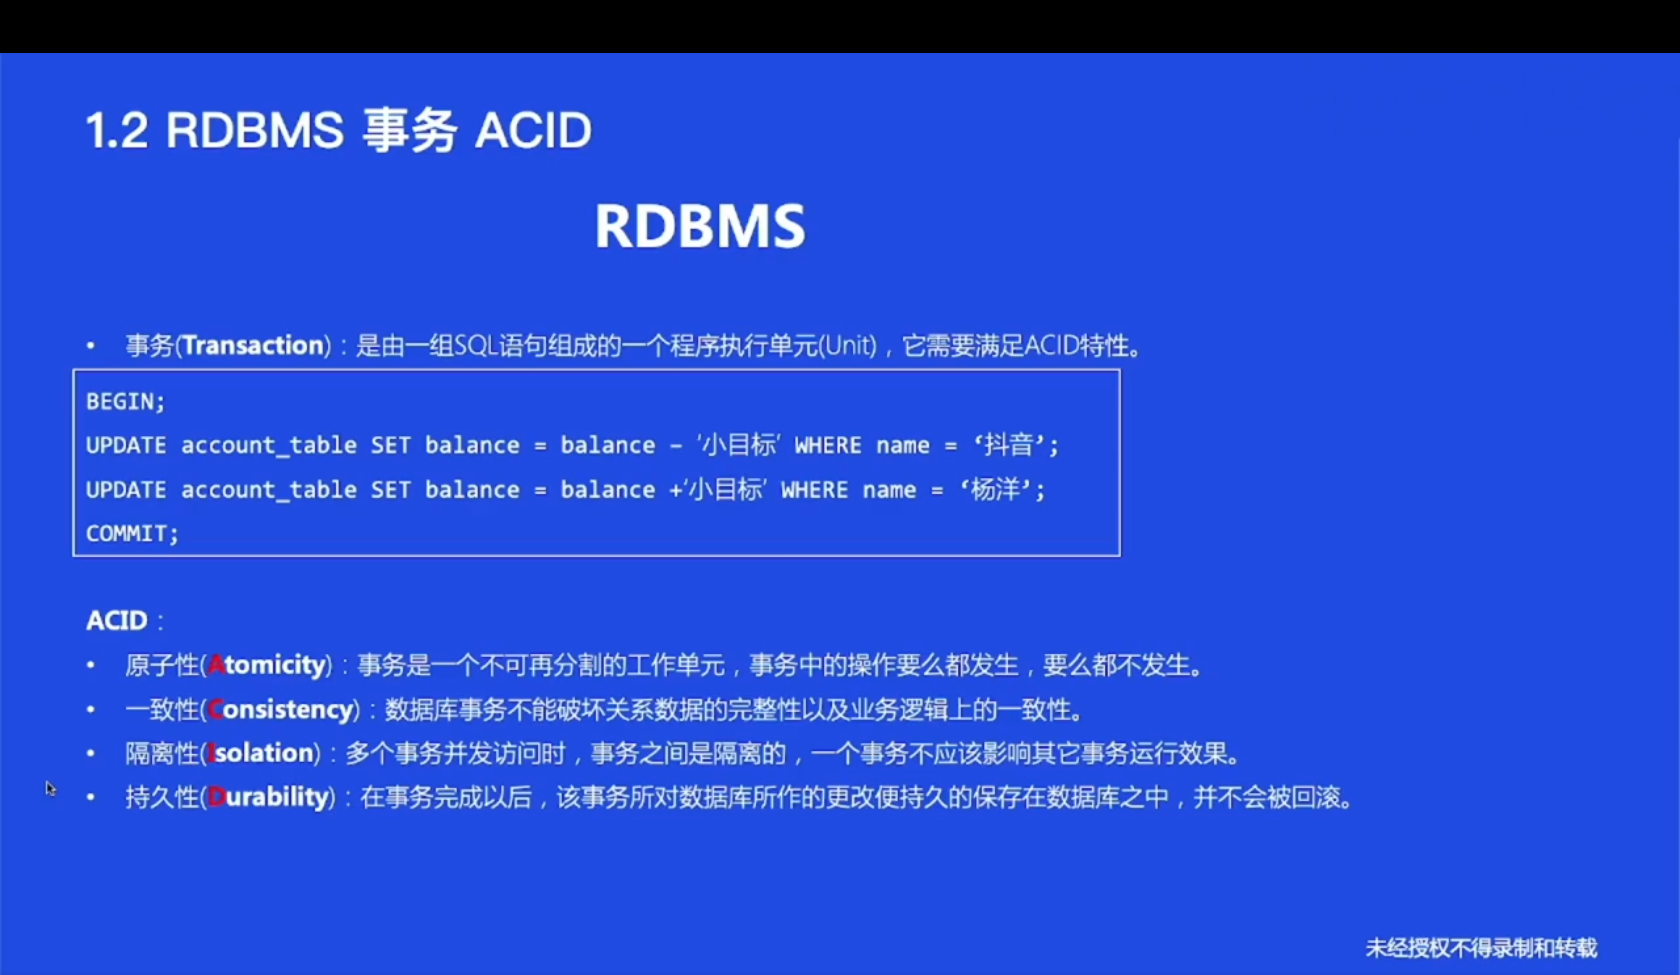 1.2 RDBMS 事务 ACID
RDBMS
• 事务(Transaction)：是由一组SQL语句组成的一个程序执行单元(Unit)，它需要满足ACID特性。
BEGIN;
UPDATE account_table SET balance = balance – ‘小目标’ WHERE name = ‘抖音’;
UPDATE account_table SET balance = balance +‘小目标’ WHERE name = ‘杨洋’;
COMMIT;
ACID：
• 原子性(Atomicity)：事务是一个不可再分割的工作单元，事务中的操作要么都发生，要么都不发生。
• 一致性(Consistency)：数据库事务不能破坏关系数据的完整性以及业务逻辑上的一致性。
• 隔离性(Isolation)：多个事务并发访问时，事务之间是隔离的，一个事务不应该影响其它事务运行效果。
• 持久性(Durability)：在事务完成以后，该事务所对数据库所作的更改便持久的保存在数据库之中，并不会被回滚。
未经授权不得录制和转载